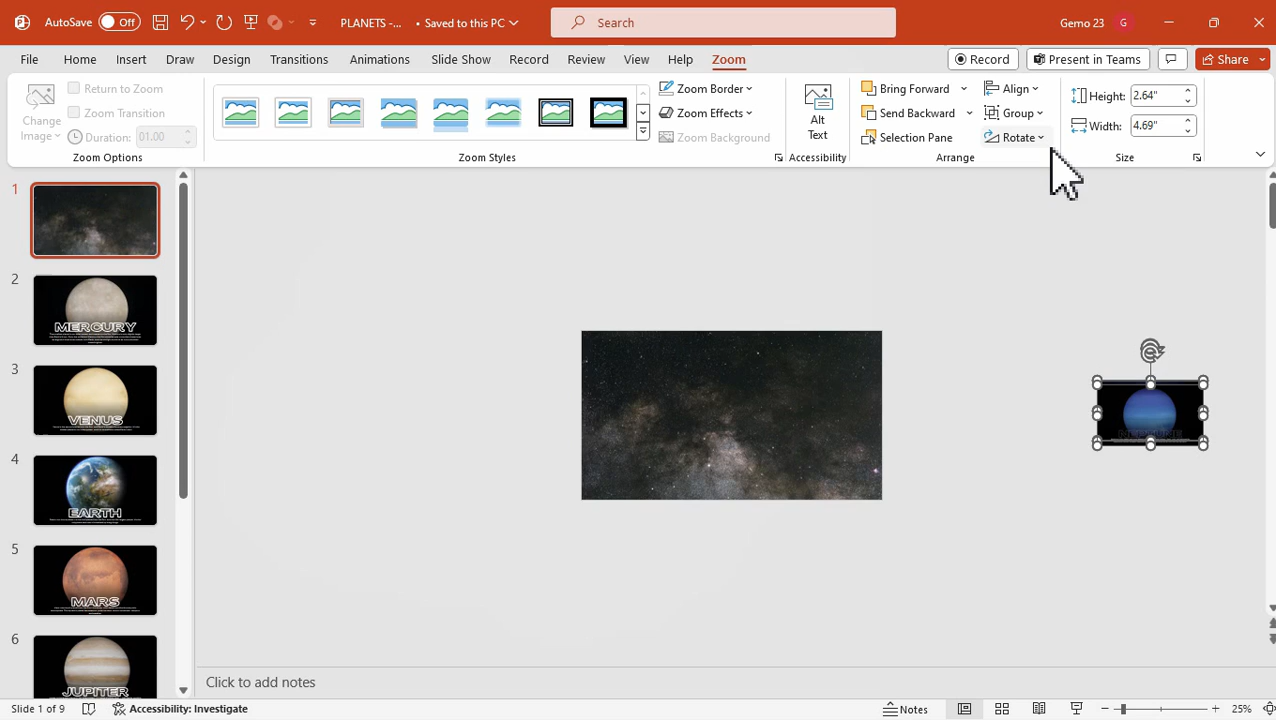 AutoSave Off PLANETS -... • Saved to this PC Search Gemo 23 G
File Home Insert Draw Design Transitions Animations Slide Show Record Review View Help Zoom Record Present in Teams Share
Change Image
Return to Zoom
Zoom Transition
Duration: 01.00
Zoom Options
Zoom Border
Zoom Effects
Zoom Background
Zoom Styles
Alt Text
Accessibility
Bring Forward
Send Backward
Selection Pane
Align
Group
Rotate
Arrange
Height: 2.64"
Width: 4.69"
Size
1
2
MERCURY
3
VENUS
4
EARTH
5
MARS
6
JUPITER
Click to add notes
Slide 1 of 9 Accessibility: Investigate Notes 25%